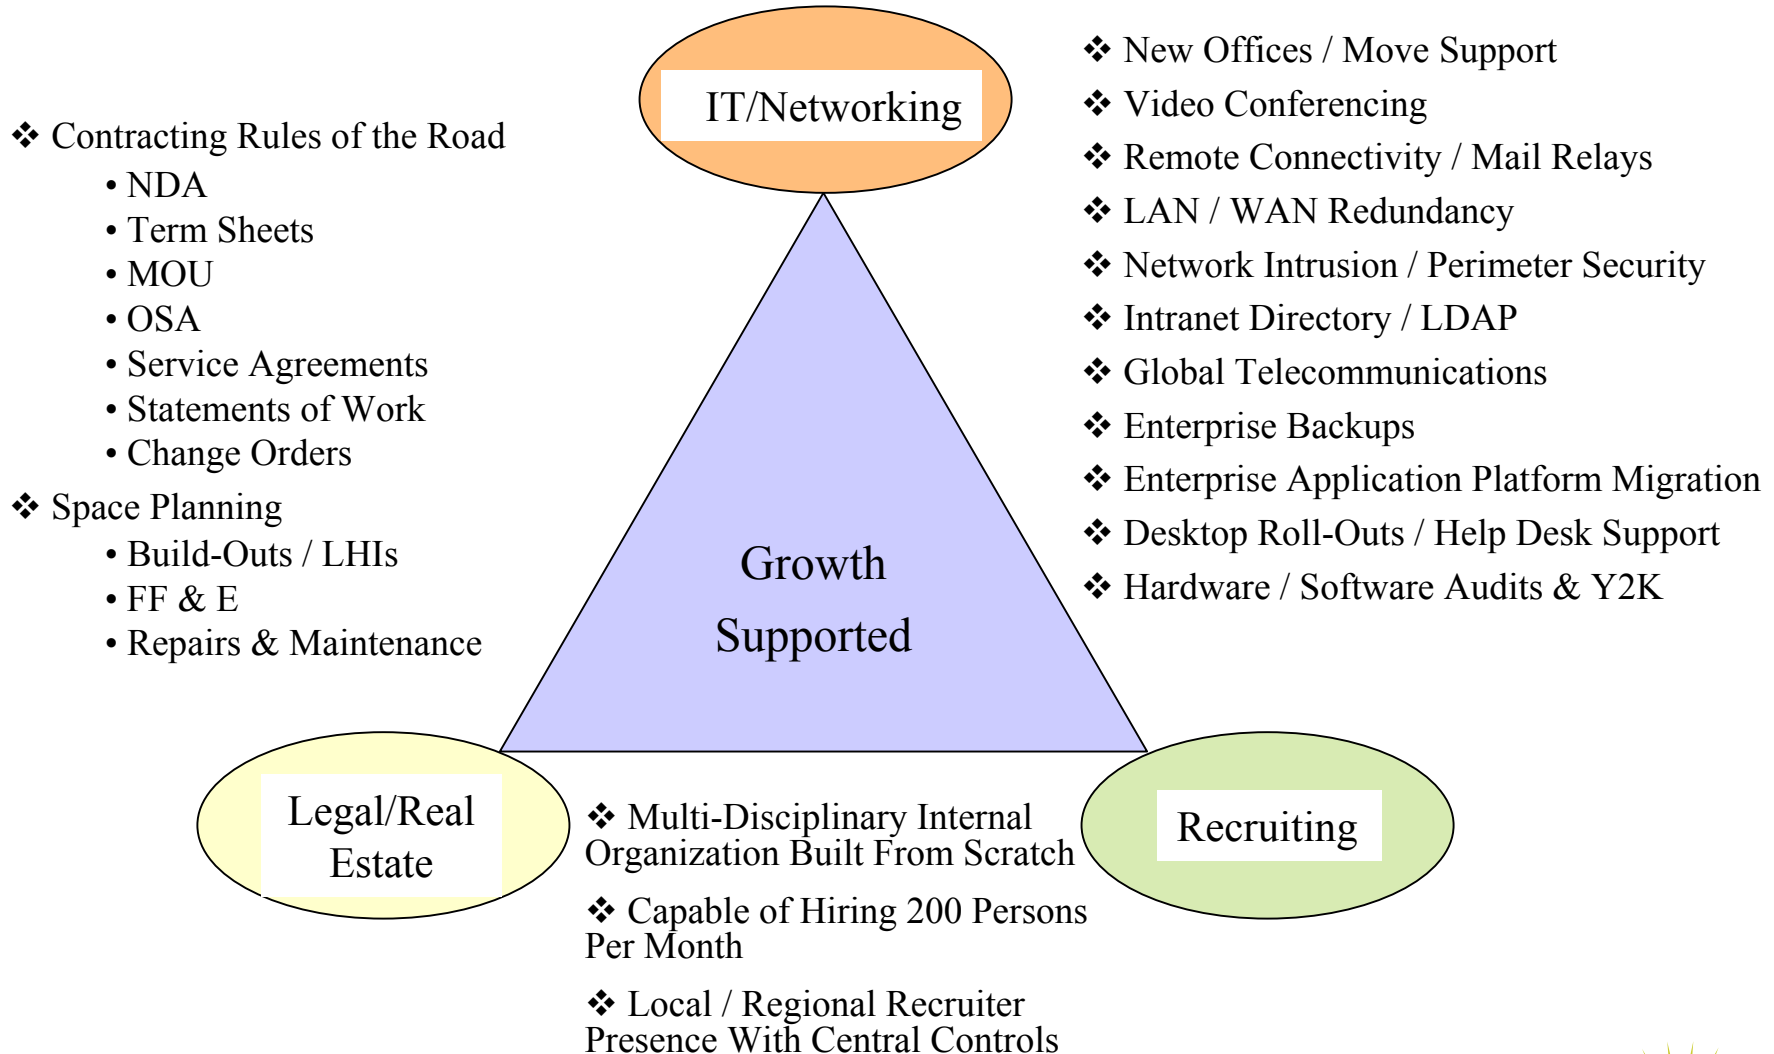 IT/Networking
❖ Contracting Rules of the Road
• NDA
• Term Sheets
• MOU
• OSA
• Service Agreements
• Statements of Work
• Change Orders
❖ Space Planning
• Build-Outs / LHIs
• FF & E
• Repairs & Maintenance
❖ New Offices / Move Support
❖ Video Conferencing
❖ Remote Connectivity / Mail Relays
❖ LAN / WAN Redundancy
❖ Network Intrusion / Perimeter Security
❖ Intranet Directory / LDAP
❖ Global Telecommunications
❖ Enterprise Backups
❖ Enterprise Application Platform Migration
❖ Desktop Roll-Outs / Help Desk Support
❖ Hardware / Software Audits & Y2K
Growth
Supported
Legal/Real
Estate
❖ Multi-Disciplinary Internal
Organization Built From Scratch
❖ Capable of Hiring 200 Persons
Per Month
❖ Local / Regional Recruiter
Presence With Central Controls
Recruiting